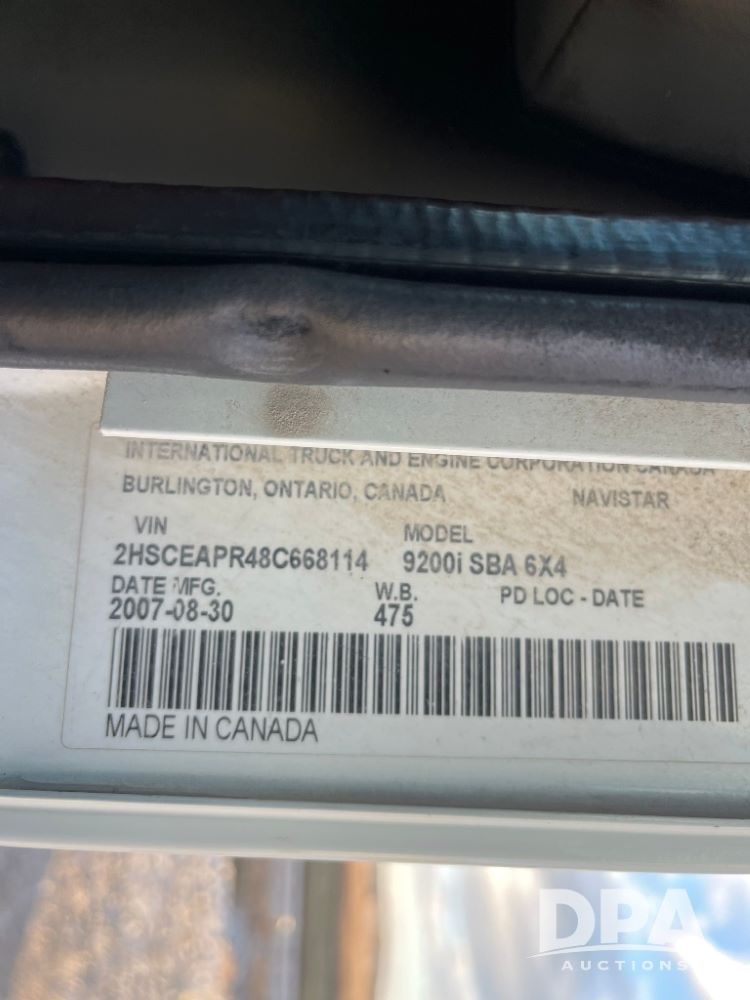 INTERNATIONAL TRUCK AND ENGINE CORPORATION CANADA
BURLINGTON, ONTARIO, CANADA NAVISTAR
VIN MODEL
2HSCEAPR48C668114 9200i SBA 6X4
DATE MFG. W.B. PD LOC - DATE
2007-08-30 475
MADE IN CANADA
DPA
AUCTIONS